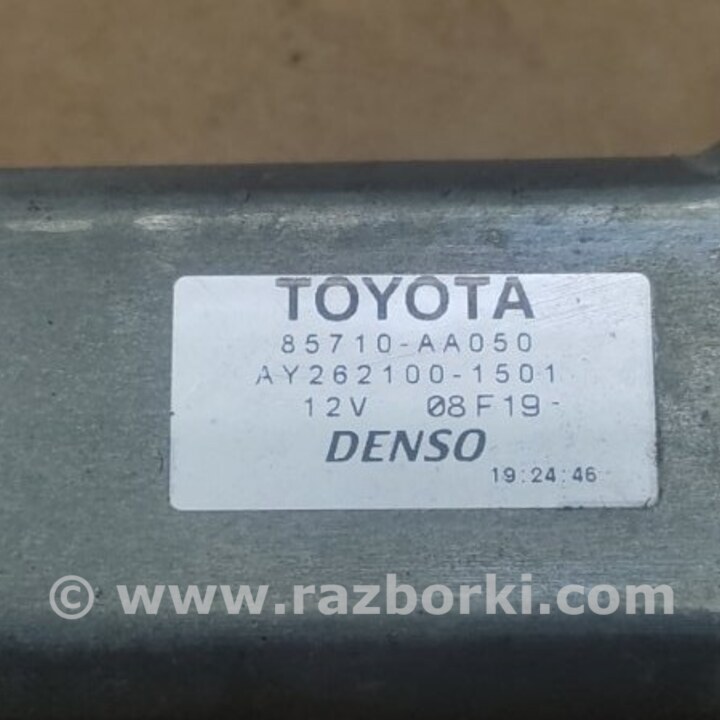 TOYOTA
85710-AA050
AY262100-1501
12V 08F19-
DENSO
19:24:46
© www.razborki.com